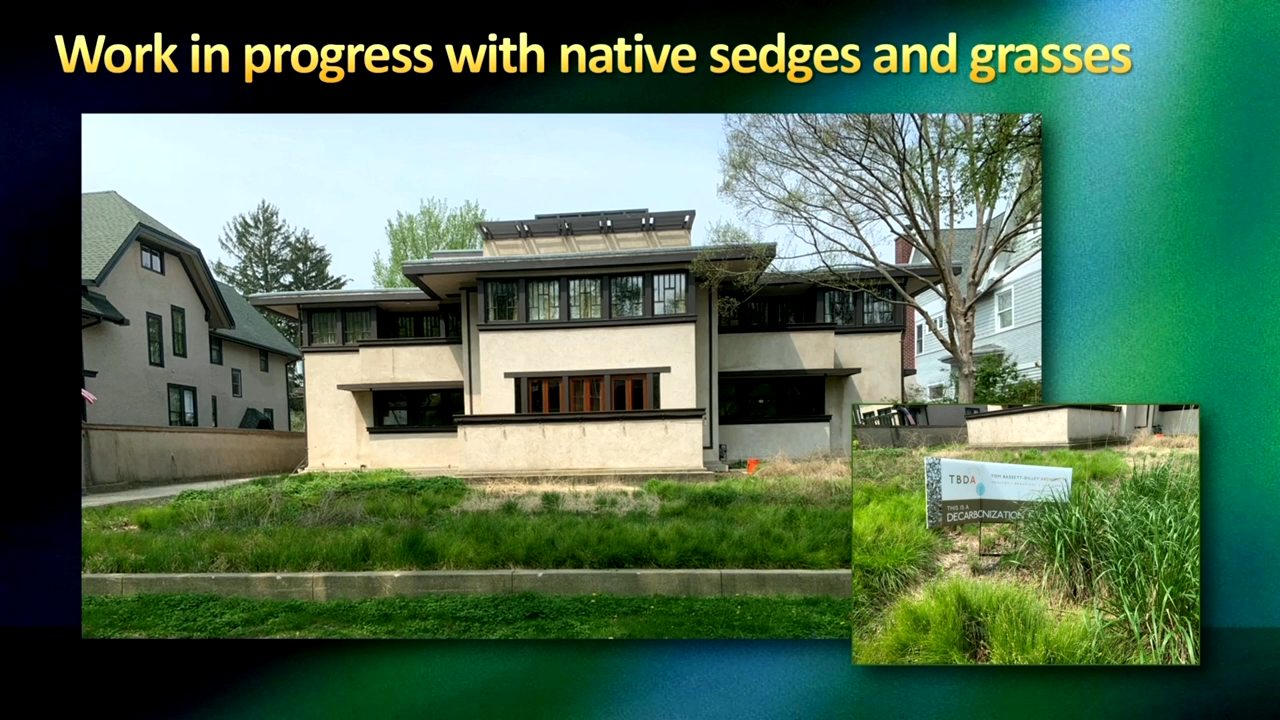 Work in progress with native sedges and grasses
TBDA
THIS IS A
DECARBONIZATION